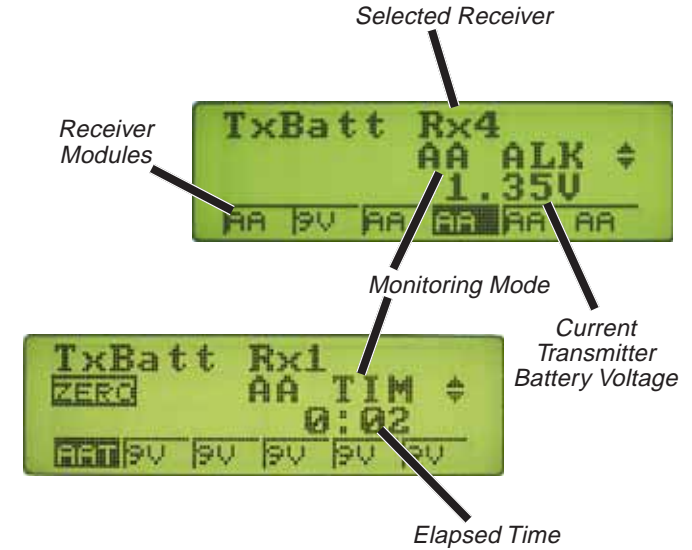 Selected Receiver
Receiver
Modules
TxBatt Rx4
AA ALK
1.35V
AA 9V AA AA AA AA
Monitoring Mode
Current
Transmitter
Battery Voltage
TxBatt Rx1
ZERO AA TIM
0:02
AAT 9V 9V 9V 9V 9V
Elapsed Time